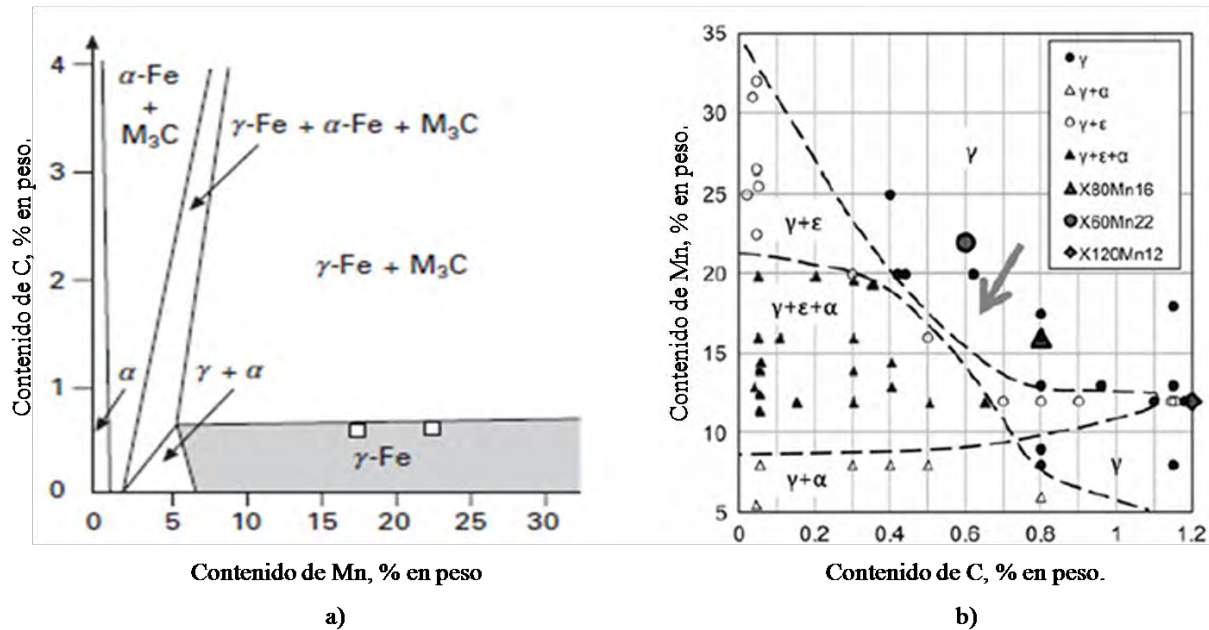 Contenido de C, % en peso.
4
3
2
1
0
α-Fe
+
M₃C
γ-Fe + α-Fe + M₃C
γ-Fe + M₃C
α
γ + α
γ-Fe
0 5 10 15 20 25 30
Contenido de Mn, % en peso
a)
Contenido de Mn, % en peso.
35
30
25
20
15
10
5
γ
γ+α
γ+ε
γ+ε+α
X80Mn16
X60Mn22
X120Mn12
γ
γ+ε
γ+ε+α
γ+α
γ
0 0.2 0.4 0.6 0.8 1 1.2
Contenido de C, % en peso.
b)